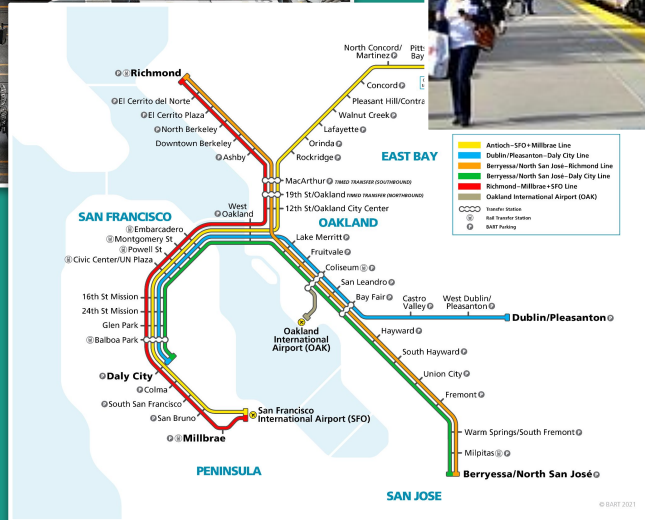 North Concord/
Martinez P
Pitts
Bay
P R Richmond
Concord P
P El Cerrito del Norte
Pleasant Hill/Contra
P El Cerrito Plaza
Walnut Creek P
P North Berkeley
Lafayette P
Downtown Berkeley
Orinda P
P Ashby
Rockridge P
EAST BAY
MacArthur P TIMED TRANSFER (SOUTHBOUND)
19th St/Oakland TIMED TRANSFER (NORTHBOUND)
12th St/Oakland City Center
West
P Oakland
SAN FRANCISCO
OAKLAND
Embarcadero
Montgomery St
Powell St
Civic Center/UN Plaza
Lake Merritt P
Fruitvale P
Coliseum R P
San Leandro P
Bay Fair P
Castro
Valley P
West Dublin/
Pleasanton P
Dublin/Pleasanton P
16th St Mission
24th St Mission
Glen Park
Balboa Park
Oakland
International
Airport (OAK)
Hayward P
South Hayward P
Union City P
Fremont P
P Daly City
P Colma
P South San Francisco
P San Bruno
P R Millbrae
San Francisco
International Airport (SFO)
Warm Springs/South Fremont P
Milpitas R P
Berryessa/North San José P
PENINSULA
SAN JOSE
Antioch–SFO+Millbrae Line
Dublin/Pleasanton–Daly City Line
Berryessa/North San José–Richmond Line
Berryessa/North San José–Daly City Line
Richmond–Millbrae+SFO Line
Oakland International Airport (OAK)
Transfer Station
R Rail Transfer Station
P BART Parking
© BART 2021